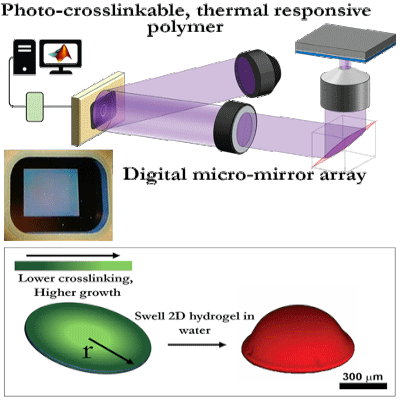 Photo-crosslinkable, thermal responsive
polymer
Digital micro-mirror array
Lower crosslinking,
Higher growth
r
Swell 2D hydrogel in
water
300 μm